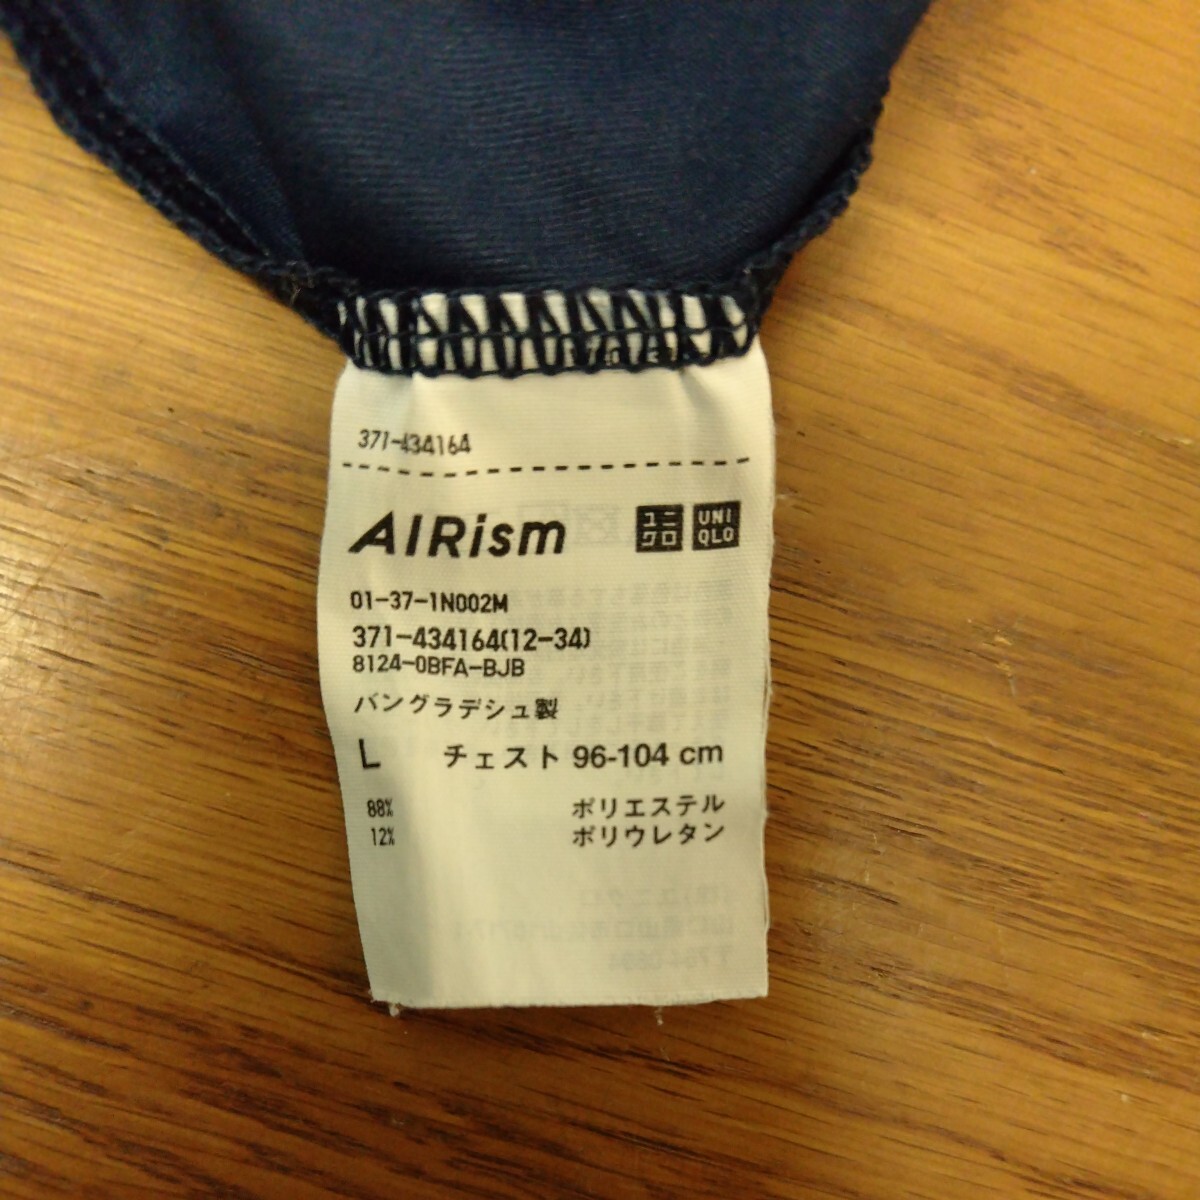 371-434164
AIRism ユニクロ UNIQLO
01-37-1N002M
371-434164(12-34)
8124-0BFA-BJB
バングラデシュ製
L チェスト 96-104 cm
88% ポリエステル
12% ポリウレタン